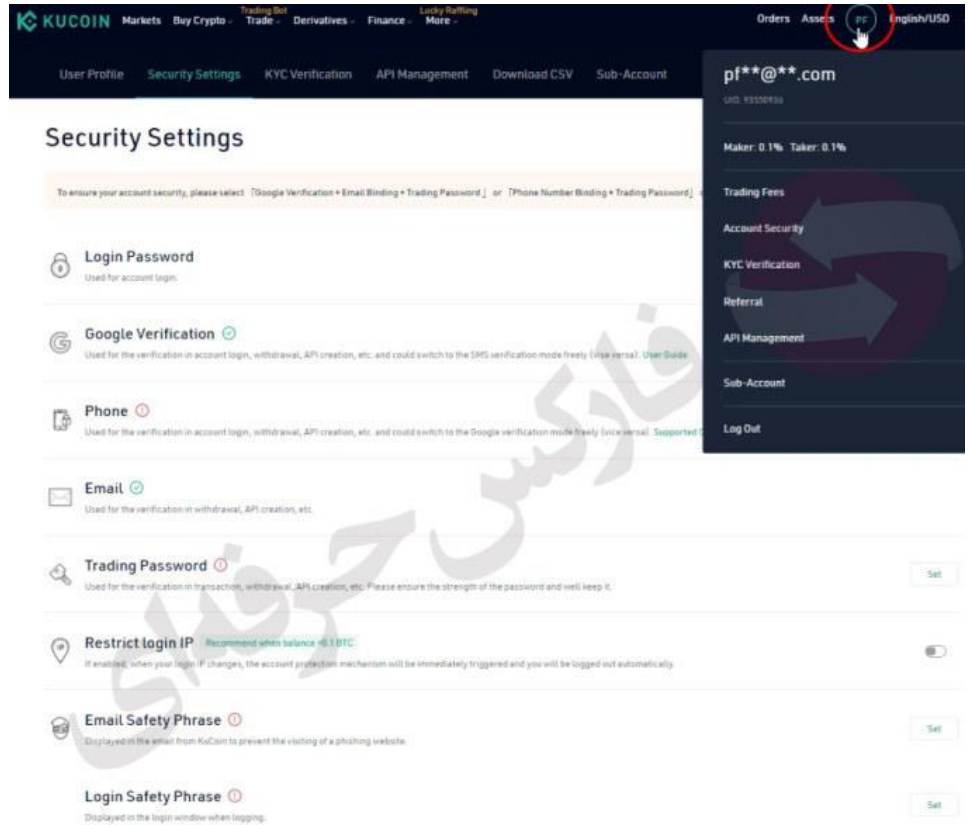 KUCOIN Markets Buy Crypto Trading Bot Trade Derivatives Finance Lucky Raffling More Orders Assets PF English/USD
User Profile Security Settings KYC Verification API Management Download CSV Sub-Account
pf**@**.com
UID: 93550936
Maker: 0.1% Taker: 0.1%
Trading Fees
Account Security
KYC Verification
Referral
API Management
Sub-Account
Log Out
Security Settings
To ensure your account security, please select 「Google Verification + Email Binding + Trading Password」 or 「Phone Number Binding + Trading Password」
Login Password
Used for account login.
Google Verification
Used for the verification in account login, withdrawal, API creation, etc. and could switch to the SMS verification mode freely (vice versa). User Guide
Phone
Used for the verification in account login, withdrawal, API creation, etc. and could switch to the Google verification mode freely (vice versa). Supported
Email
Used for the verification in withdrawal, API creation, etc.
Trading Password
Used for the verification in transaction, withdrawal, API creation, etc. Please ensure the strength of the password and well keep it.
Set
Restrict login IP Recommend when balance >0.1 BTC
If enabled, when your login IP changes, the account protection mechanism will be immediately triggered and you will be logged out automatically.
Email Safety Phrase
Displayed in the email from KuCoin to prevent the visiting of a phishing website.
Set
Login Safety Phrase
Displayed in the login window when logging.
Set
فارکس حرفه‌ای